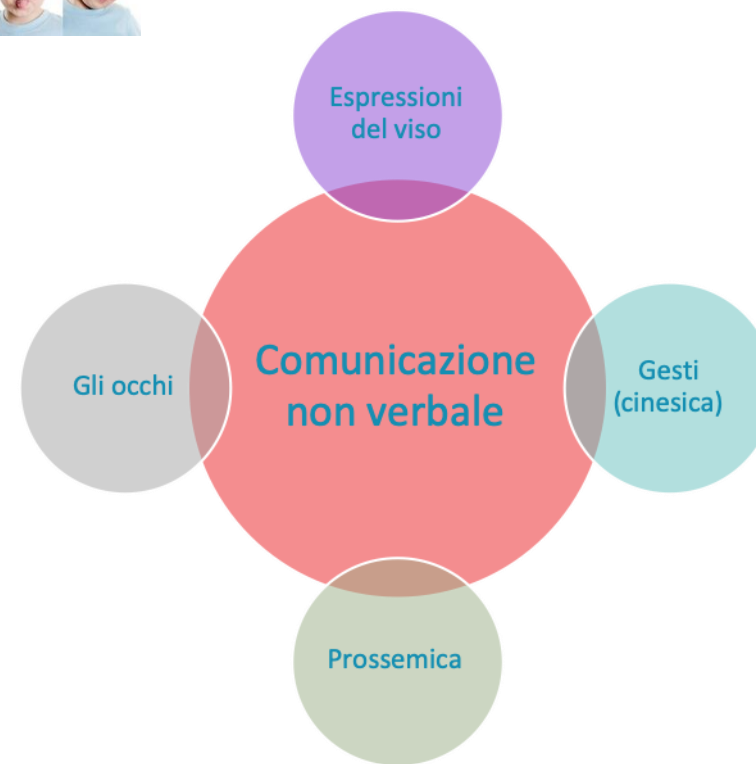 Espressioni
del viso
Gli occhi
Comunicazione
non verbale
Gesti
(cinesica)
Prossemica